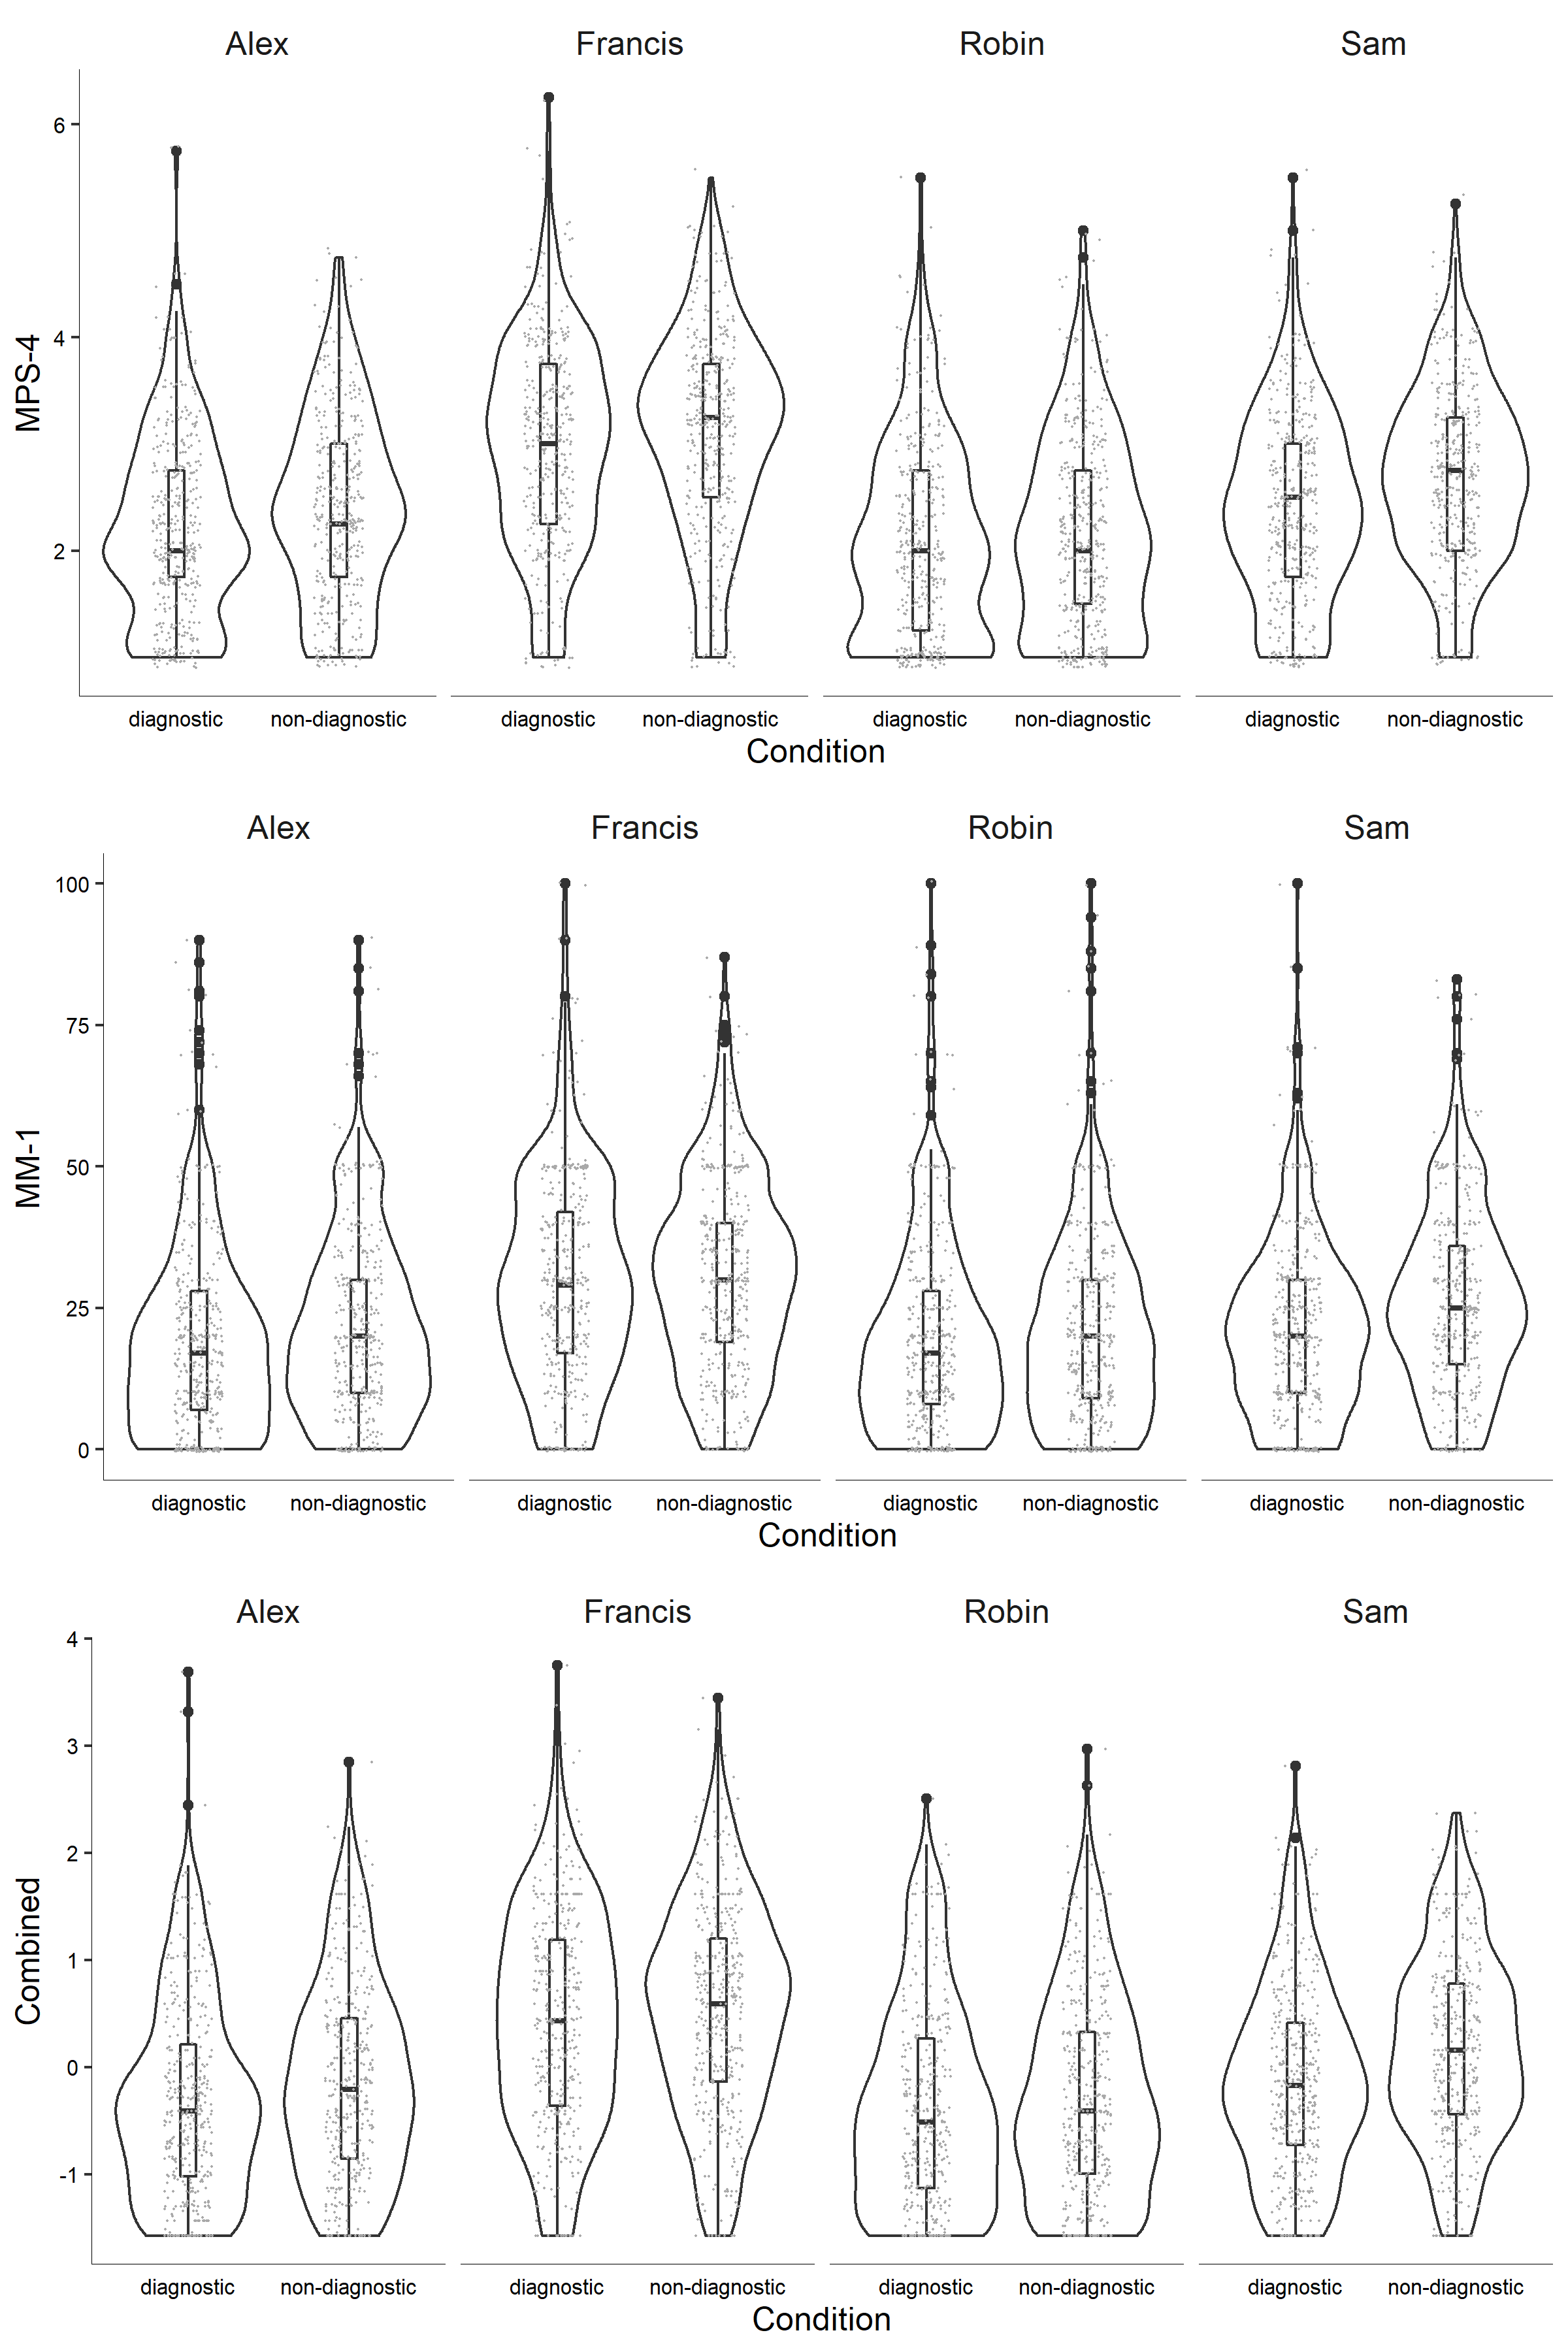 Alex Francis Robin Sam
6
4
2
MPS-4
diagnostic non-diagnostic diagnostic non-diagnostic diagnostic non-diagnostic diagnostic non-diagnostic
Condition
Alex Francis Robin Sam
100
75
50
25
0
MM-1
diagnostic non-diagnostic diagnostic non-diagnostic diagnostic non-diagnostic diagnostic non-diagnostic
Condition
Alex Francis Robin Sam
4
3
2
1
0
-1
Combined
diagnostic non-diagnostic diagnostic non-diagnostic diagnostic non-diagnostic diagnostic non-diagnostic
Condition